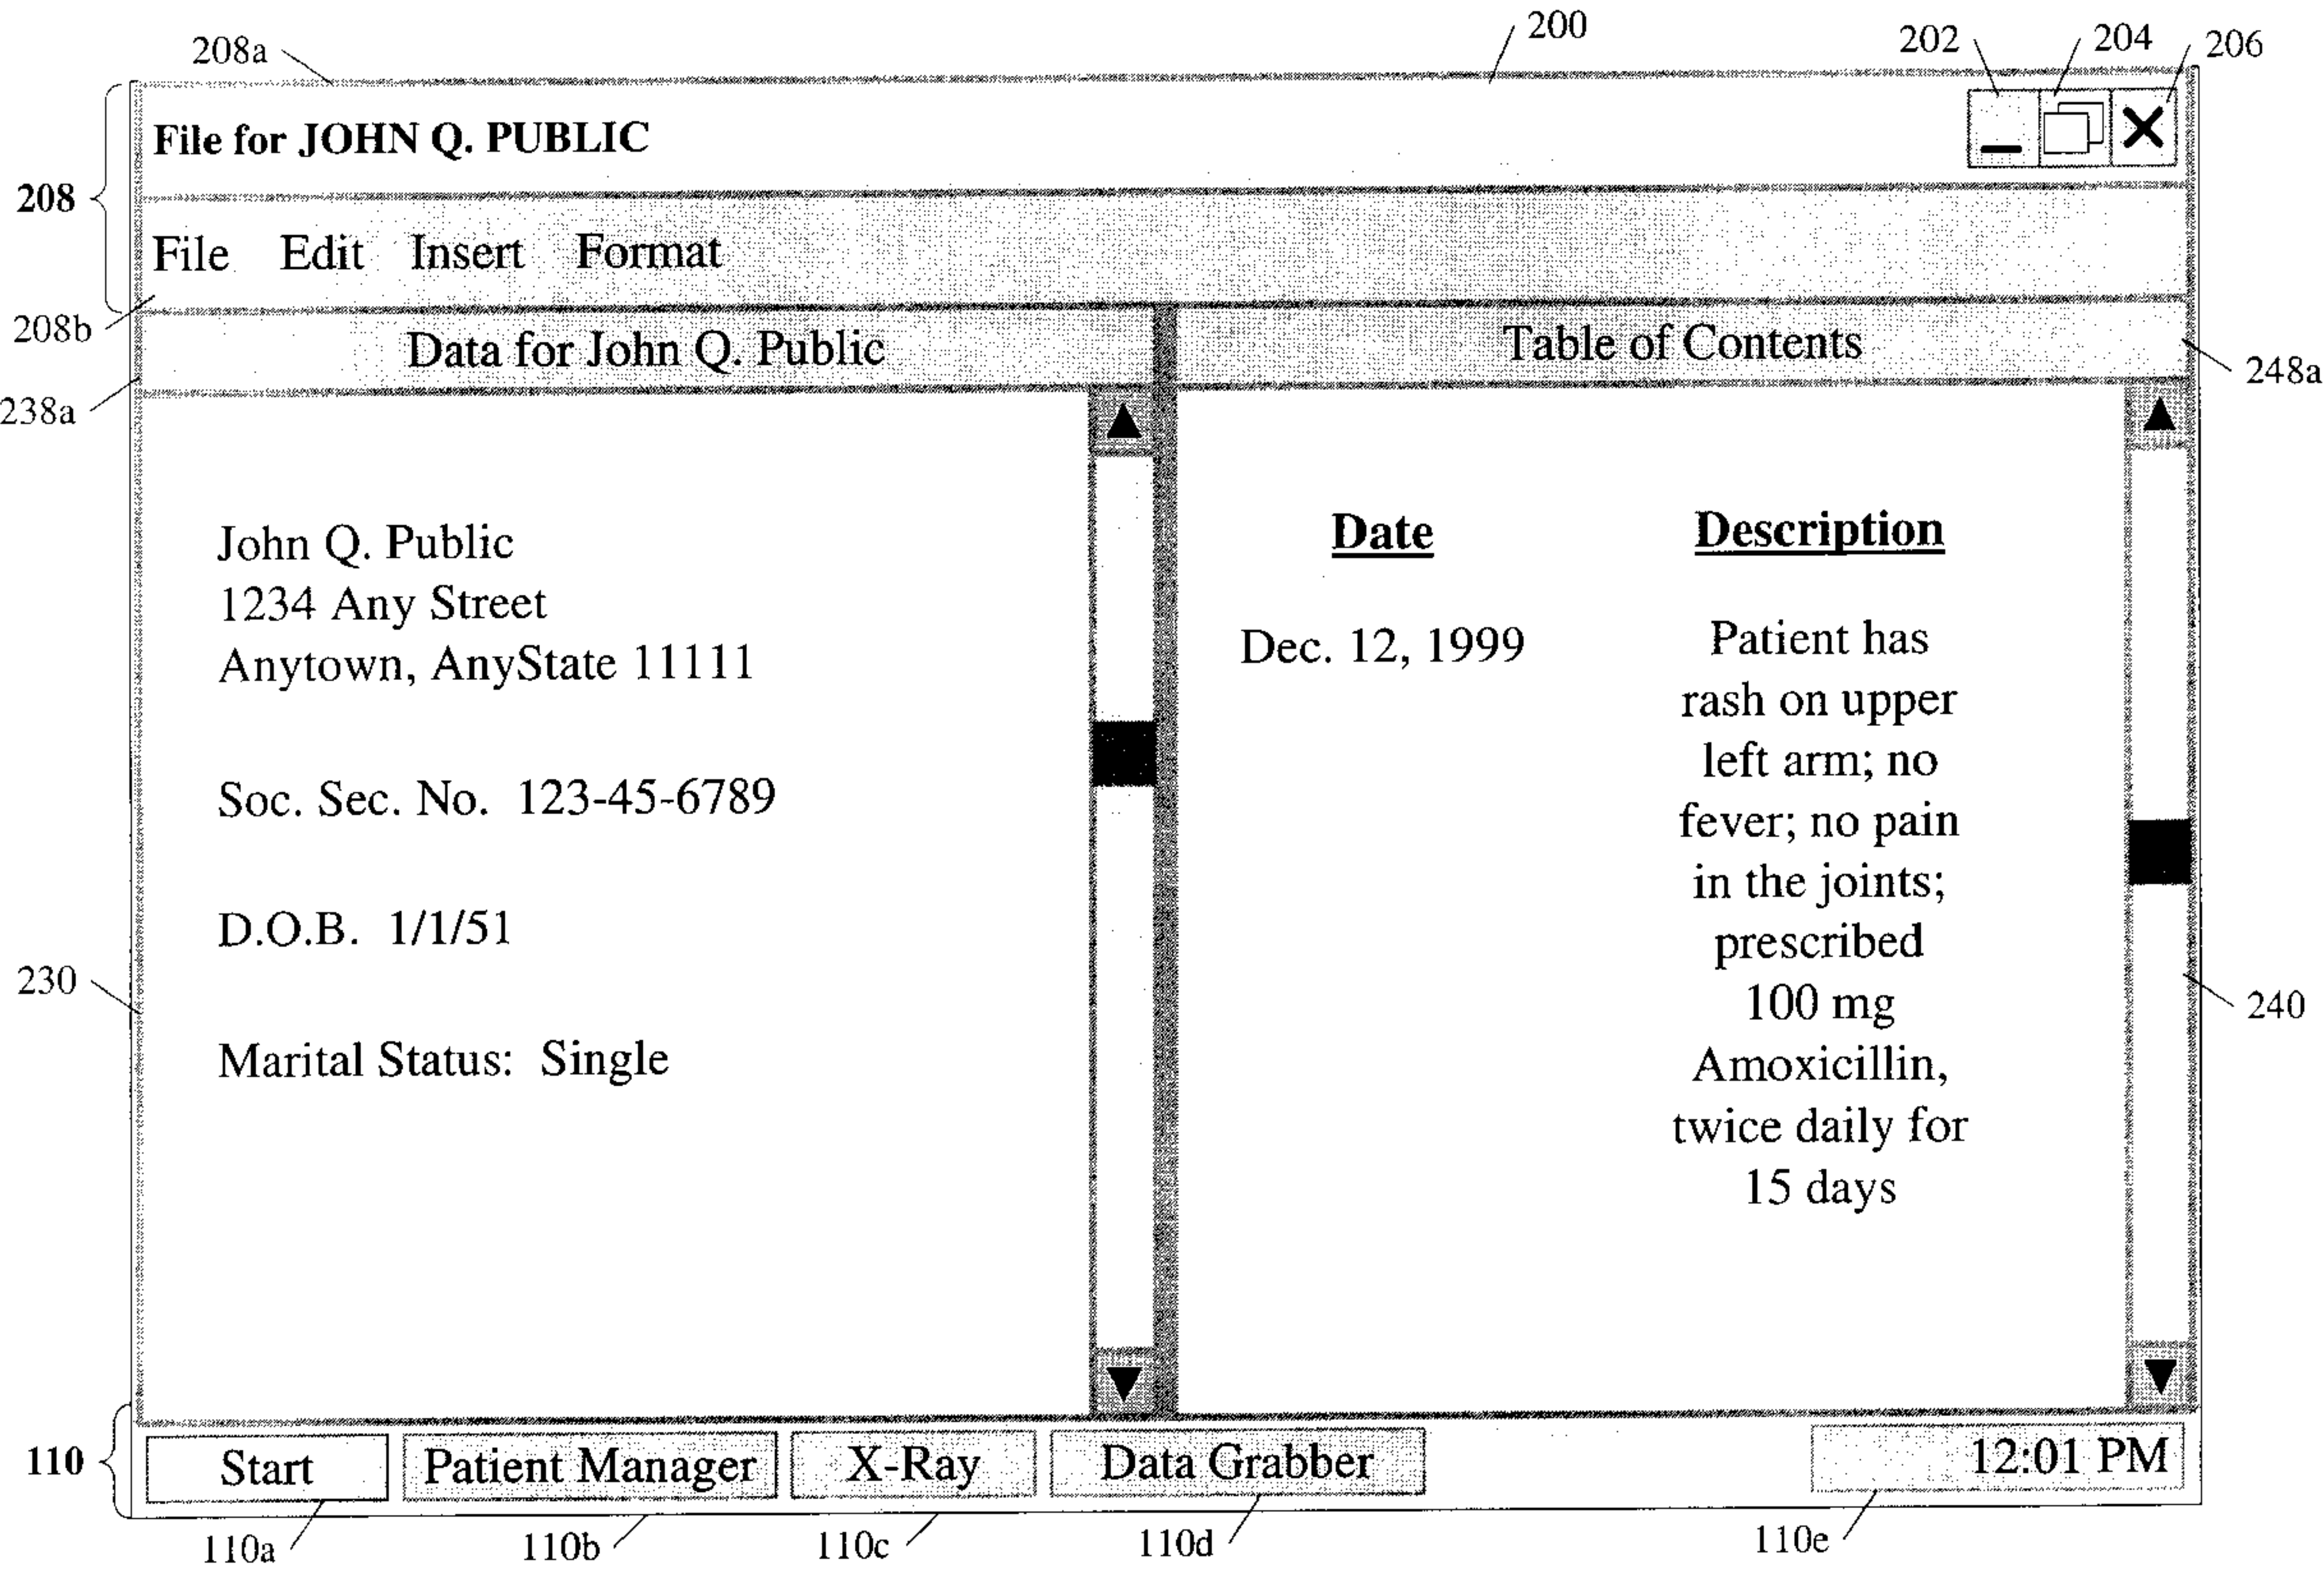 200
202
204
206
208a
File for JOHN Q. PUBLIC
208
File Edit Insert Format
208b
Data for John Q. Public
Table of Contents
248a
238a
John Q. Public
1234 Any Street
Anytown, AnyState 11111
Soc. Sec. No. 123-45-6789
D.O.B. 1/1/51
Marital Status: Single
230
Date Description
Dec. 12, 1999
Patient has
rash on upper
left arm; no
fever; no pain
in the joints;
prescribed
100 mg
Amoxicillin,
twice daily for
15 days
240
110
Start
Patient Manager
X-Ray
Data Grabber
12:01 PM
110a
110b
110c
110d
110e